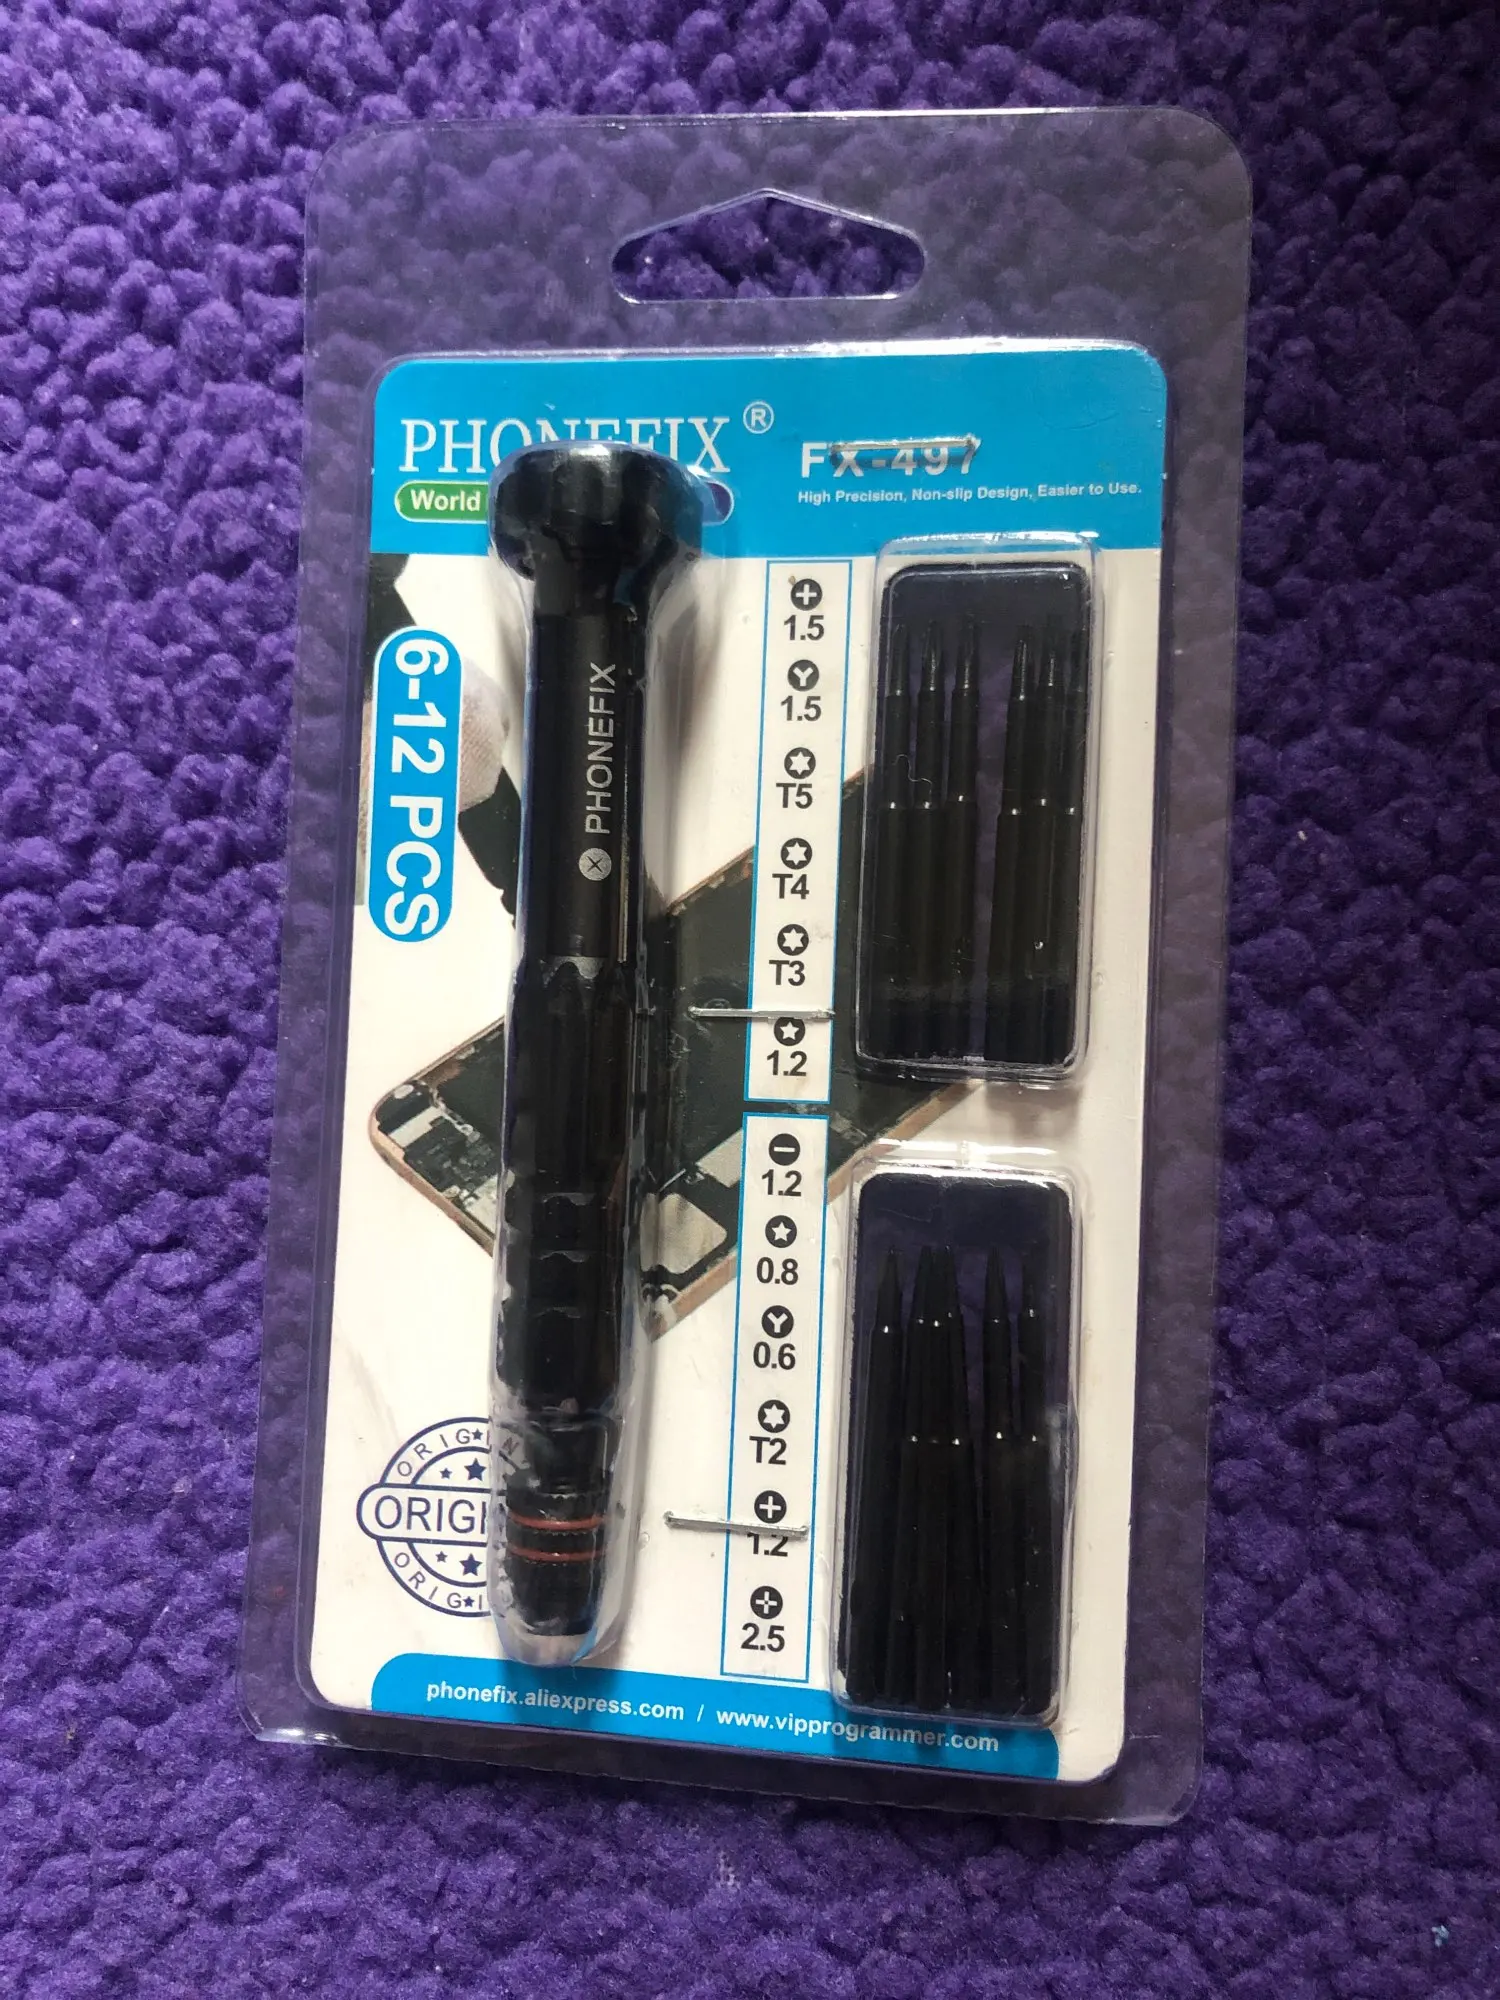 PHONEFIX®
FX-497
World
High Precision, Non-slip Design, Easier to Use.
6-12 PCS
PHONEFIX
1.5
1.5
T5
T4
T3
1.2
1.2
0.8
0.6
T2
1.2
2.5
phonefix.aliexpress.com / www.vipprogrammer.com